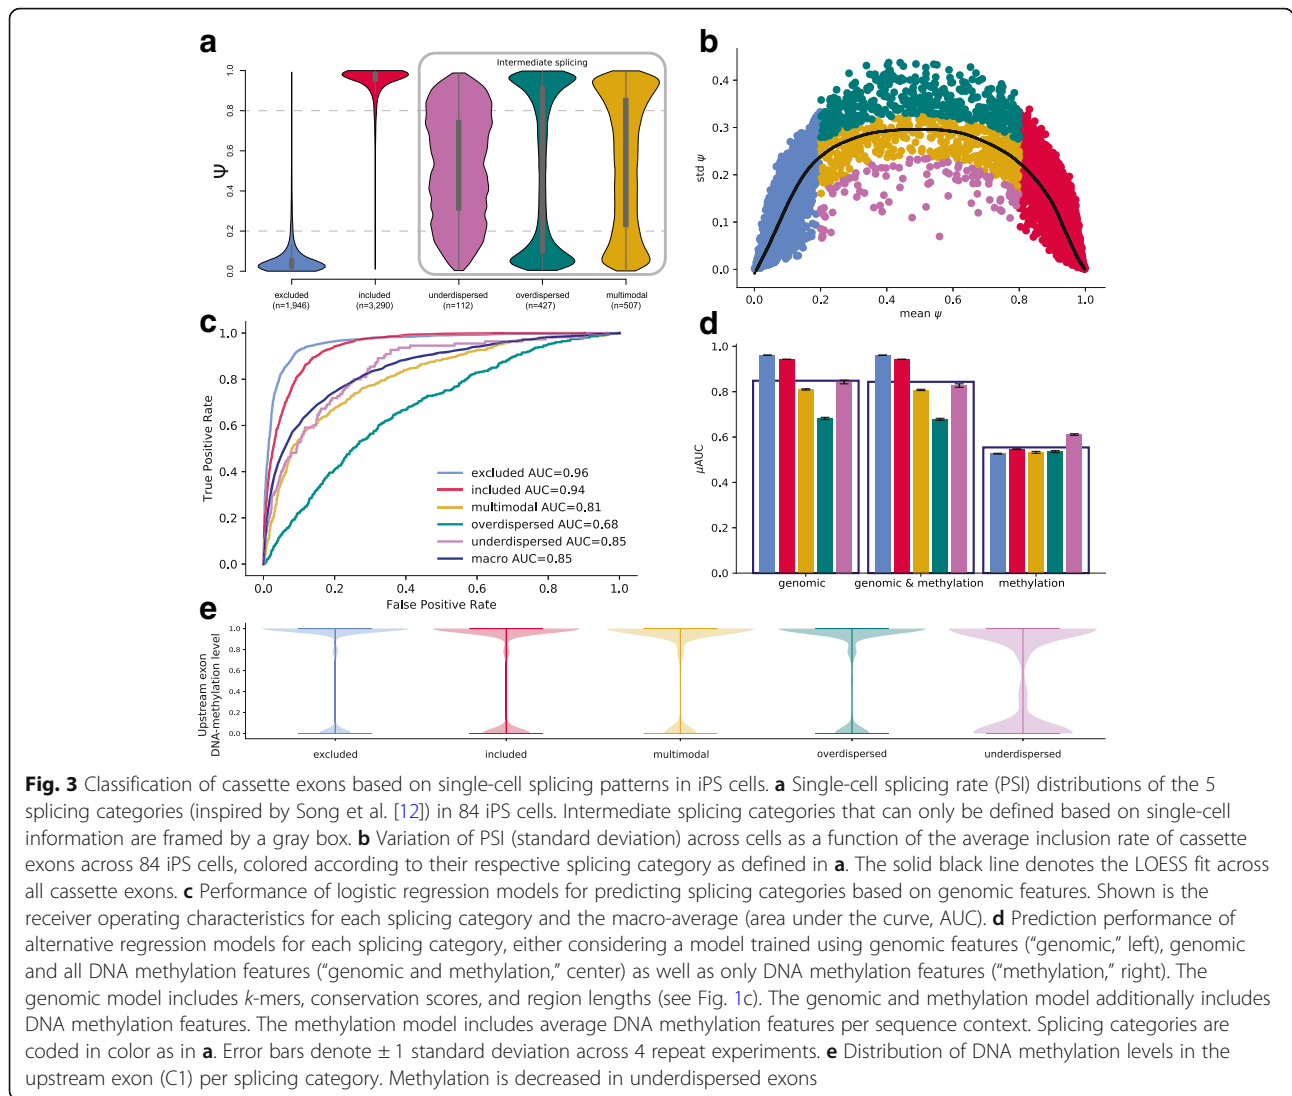 a
Intermediate splicing
Ψ
1.0
0.8
0.6
0.4
0.2
0.0
excluded
(n=1,946)
included
(n=3,290)
underdispersed
(n=112)
overdispersed
(n=427)
multimodal
(n=507)
b
std ψ
0.4
0.3
0.2
0.1
0.0
0.0 0.2 0.4 0.6 0.8 1.0
mean ψ
c
True Positive Rate
1.0
0.8
0.6
0.4
0.2
0.0
excluded AUC=0.96
included AUC=0.94
multimodal AUC=0.81
overdispersed AUC=0.68
underdispersed AUC=0.85
macro AUC=0.85
0.0 0.2 0.4 0.6 0.8 1.0
False Positive Rate
d
μAUC
1.0
0.8
0.6
0.4
0.2
0.0
genomic genomic & methylation methylation
e
Upstream exon
DNA-methylation level
1.0
0.8
0.6
0.4
0.2
0.0
excluded included multimodal overdispersed underdispersed
Fig. 3 Classification of cassette exons based on single-cell splicing patterns in iPS cells. a Single-cell splicing rate (PSI) distributions of the 5
splicing categories (inspired by Song et al. [12]) in 84 iPS cells. Intermediate splicing categories that can only be defined based on single-cell
information are framed by a gray box. b Variation of PSI (standard deviation) across cells as a function of the average inclusion rate of cassette
exons across 84 iPS cells, colored according to their respective splicing category as defined in a. The solid black line denotes the LOESS fit across
all cassette exons. c Performance of logistic regression models for predicting splicing categories based on genomic features. Shown is the
receiver operating characteristics for each splicing category and the macro-average (area under the curve, AUC). d Prediction performance of
alternative regression models for each splicing category, either considering a model trained using genomic features (“genomic,” left), genomic
and all DNA methylation features (“genomic and methylation,” center) as well as only DNA methylation features (“methylation,” right). The
genomic model includes k-mers, conservation scores, and region lengths (see Fig. 1c). The genomic and methylation model additionally includes
DNA methylation features. The methylation model includes average DNA methylation features per sequence context. Splicing categories are
coded in color as in a. Error bars denote ± 1 standard deviation across 4 repeat experiments. e Distribution of DNA methylation levels in the
upstream exon (C1) per splicing category. Methylation is decreased in underdispersed exons